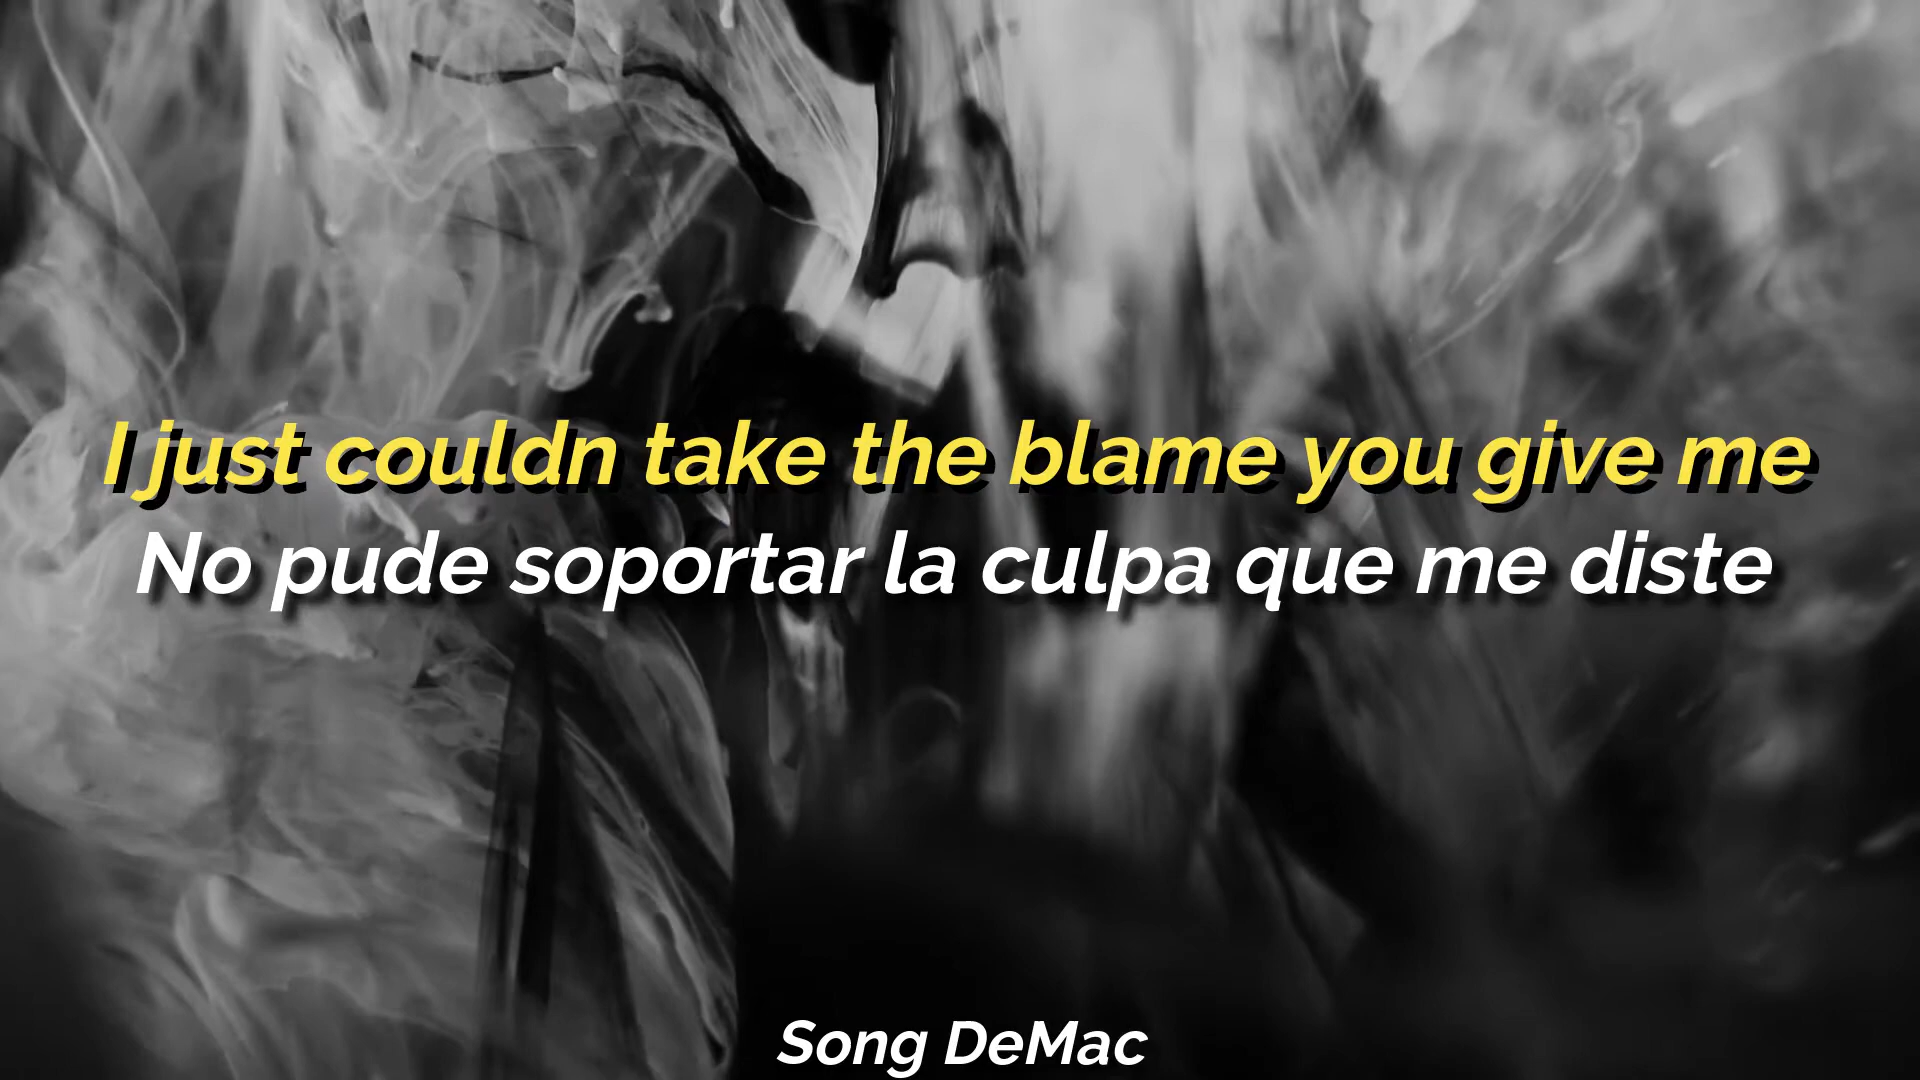 I just couldn take the blame you give me
No pude soportar la culpa que me diste
Song DeMac